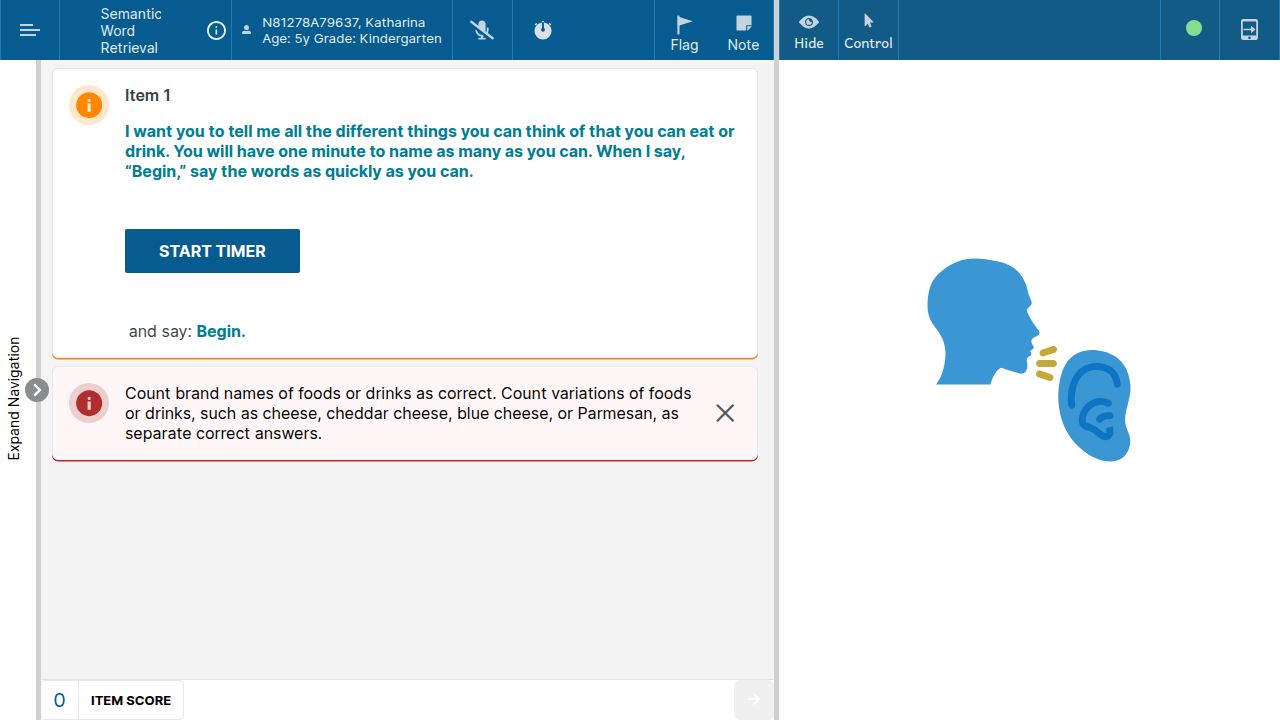 Semantic
Word
Retrieval
N81278A79637, Katharina
Age: 5y Grade: Kindergarten
Flag
Note
Hide
Control
Expand Navigation
Item 1
I want you to tell me all the different things you can think of that you can eat or
drink. You will have one minute to name as many as you can. When I say,
“Begin,” say the words as quickly as you can.
START TIMER
and say: Begin.
Count brand names of foods or drinks as correct. Count variations of foods
or drinks, such as cheese, cheddar cheese, blue cheese, or Parmesan, as
separate correct answers.
0 ITEM SCORE